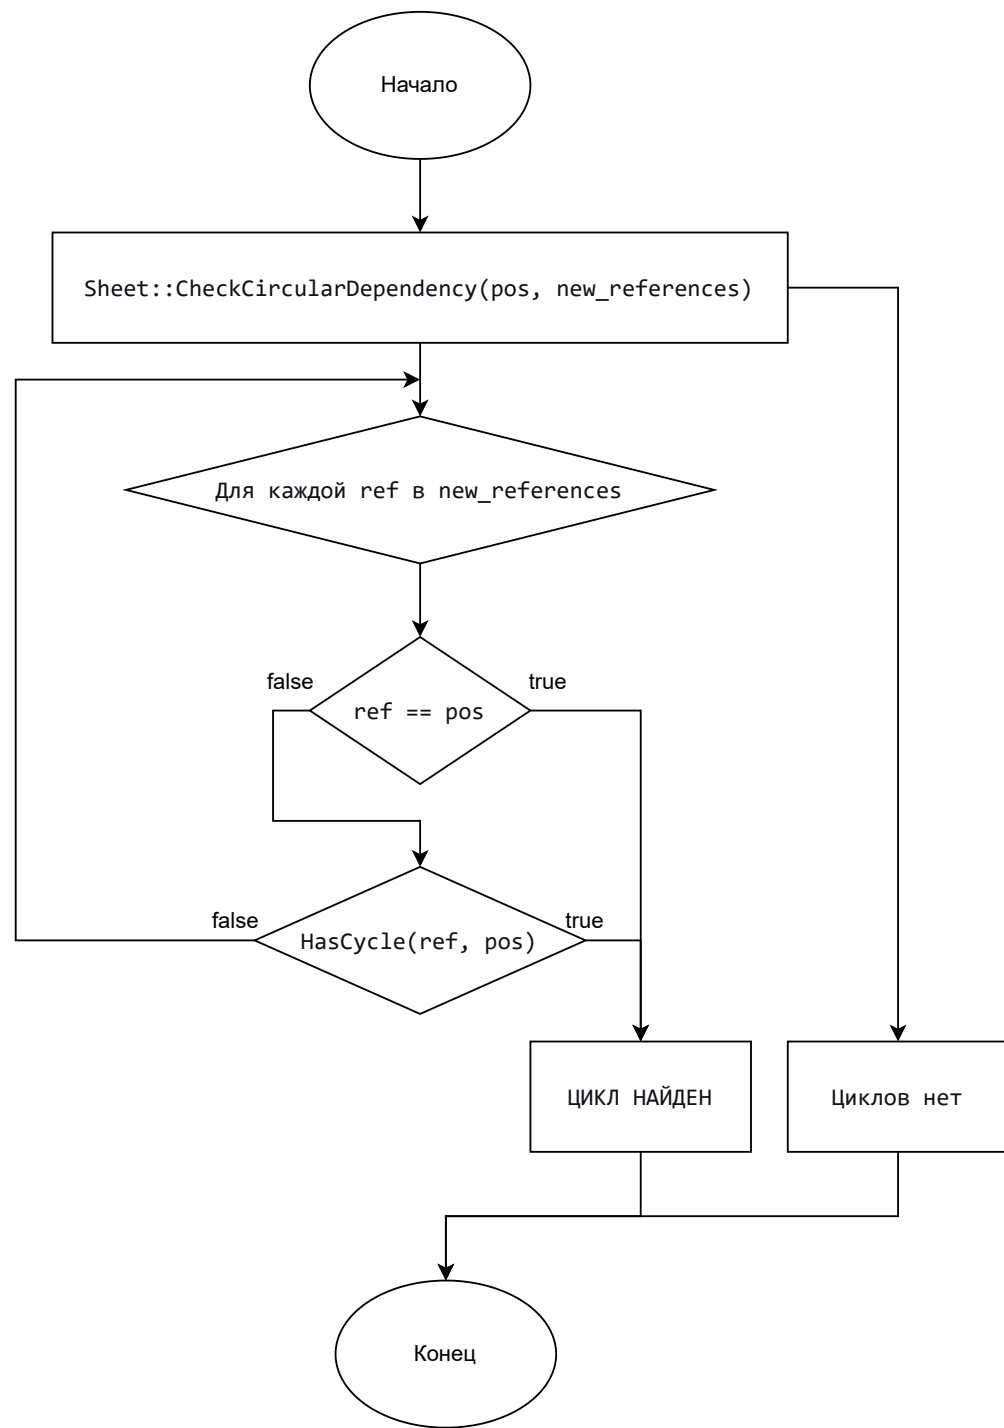 Начало
Sheet::CheckCircularDependency(pos, new_references)
Для каждой ref в new_references
false
true
ref == pos
false
true
HasCycle(ref, pos)
ЦИКЛ НАЙДЕН
Циклов нет
Конец